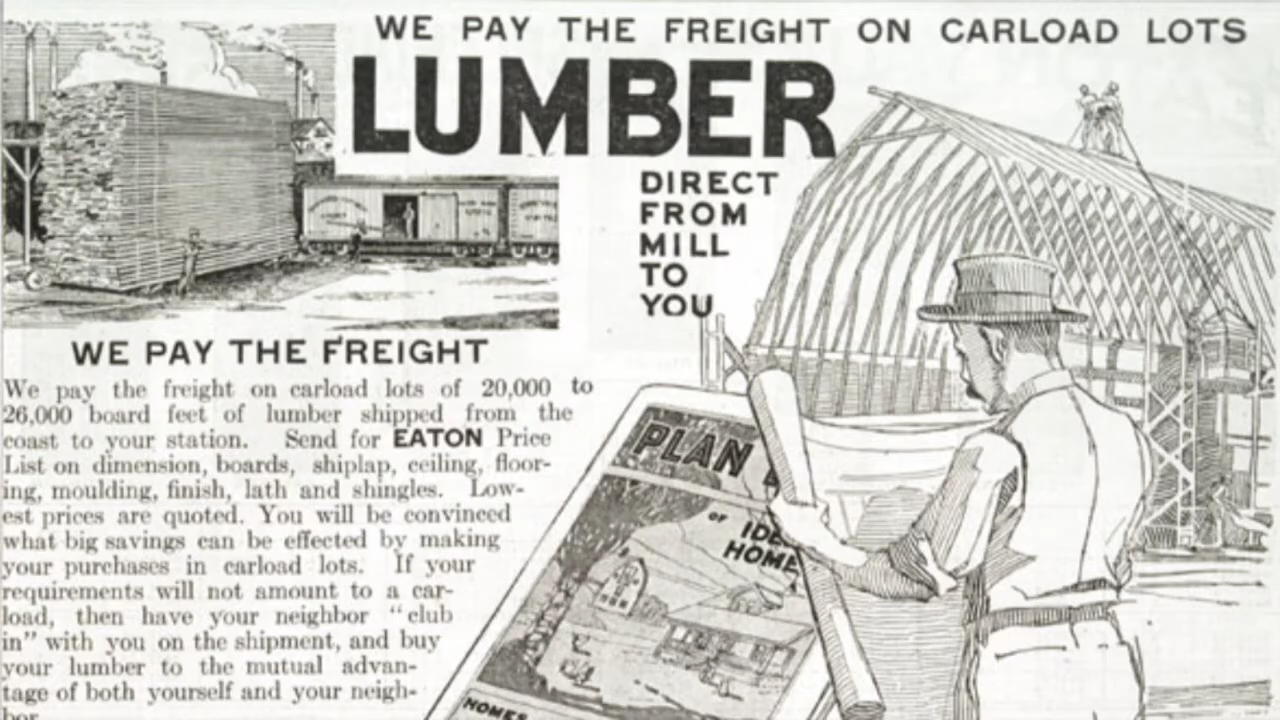 WE PAY THE FREIGHT ON CARLOAD LOTS
LUMBER
DIRECT
FROM
MILL
TO
YOU
WE PAY THE FREIGHT
We pay the freight on carload lots of 20,000 to
26,000 board feet of lumber shipped from the
coast to your station. Send for EATON Price
List on dimension, boards, shiplap, ceiling, floor-
ing, moulding, finish, lath and shingles. Low-
est prices are quoted. You will be convinced
what big savings can be effected by making
your purchases in carload lots. If your
requirements will not amount to a car-
load, then have your neighbor "club
in" with you on the shipment, and buy
your lumber to the mutual advan-
tage of both yourself and your neigh-
bor
PLAN
OF
IDE
HOME
HOMES